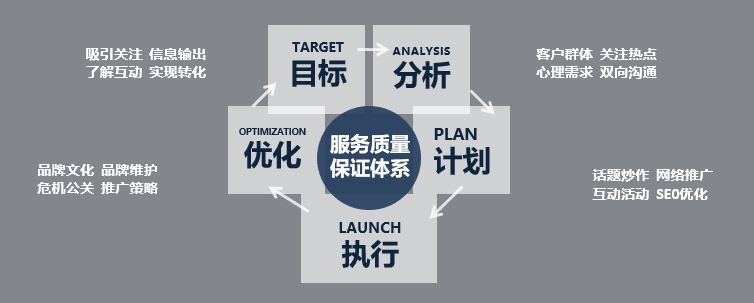 吸引关注 信息输出
了解互动 实现转化
TARGET
目标
ANALYSIS
分析
客户群体 关注热点
心理需求 双向沟通
OPTIMIZATION
优化
服务质量
保证体系
PLAN
计划
品牌文化 品牌维护
危机公关 推广策略
话题炒作 网络推广
互动活动 SEO优化
LAUNCH
执行